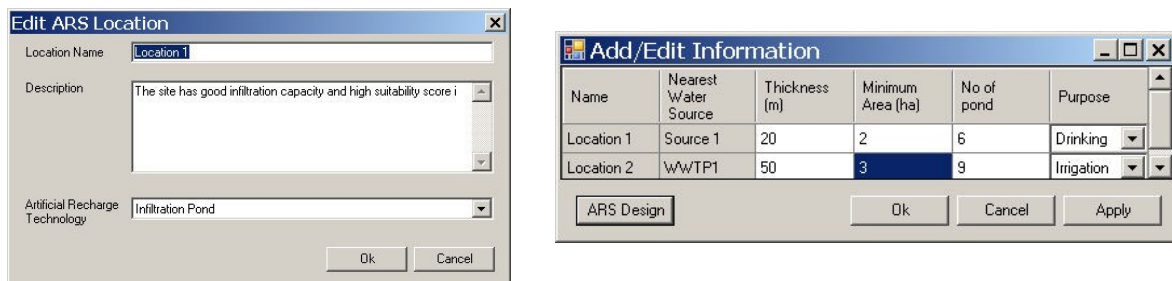 Edit ARS Location
Location Name
Location 1
Description
The site has good infiltration capacity and high suitability score i
Artificial Recharge
Technology
Infiltration Pond
Ok Cancel
Add/Edit Information
Name Nearest Water Source Thickness (m) Minimum Area (ha) No of pond Purpose
Location 1 Source 1 20 2 6 Drinking
Location 2 WWTP1 50 3 9 Irrigation
ARS Design Ok Cancel Apply